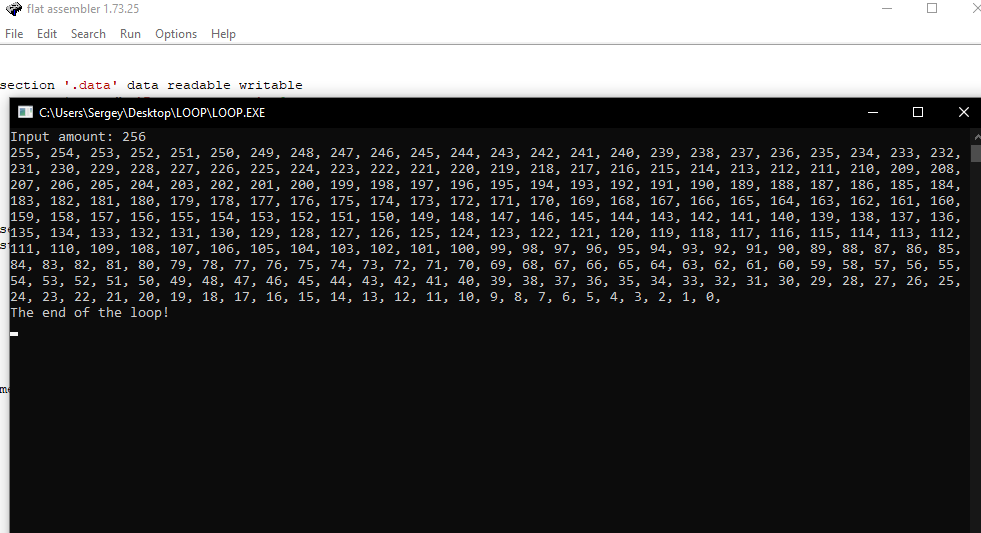 flat assembler 1.73.25
File Edit Search Run Options Help
section '.data' data readable writable
C:\Users\Sergey\Desktop\LOOP\LOOP.EXE
Input amount: 256
255, 254, 253, 252, 251, 250, 249, 248, 247, 246, 245, 244, 243, 242, 241, 240, 239, 238, 237, 236, 235, 234, 233, 232,
231, 230, 229, 228, 227, 226, 225, 224, 223, 222, 221, 220, 219, 218, 217, 216, 215, 214, 213, 212, 211, 210, 209, 208,
207, 206, 205, 204, 203, 202, 201, 200, 199, 198, 197, 196, 195, 194, 193, 192, 191, 190, 189, 188, 187, 186, 185, 184,
183, 182, 181, 180, 179, 178, 177, 176, 175, 174, 173, 172, 171, 170, 169, 168, 167, 166, 165, 164, 163, 162, 161, 160,
159, 158, 157, 156, 155, 154, 153, 152, 151, 150, 149, 148, 147, 146, 145, 144, 143, 142, 141, 140, 139, 138, 137, 136,
135, 134, 133, 132, 131, 130, 129, 128, 127, 126, 125, 124, 123, 122, 121, 120, 119, 118, 117, 116, 115, 114, 113, 112,
111, 110, 109, 108, 107, 106, 105, 104, 103, 102, 101, 100, 99, 98, 97, 96, 95, 94, 93, 92, 91, 90, 89, 88, 87, 86, 85,
84, 83, 82, 81, 80, 79, 78, 77, 76, 75, 74, 73, 72, 71, 70, 69, 68, 67, 66, 65, 64, 63, 62, 61, 60, 59, 58, 57, 56, 55,
54, 53, 52, 51, 50, 49, 48, 47, 46, 45, 44, 43, 42, 41, 40, 39, 38, 37, 36, 35, 34, 33, 32, 31, 30, 29, 28, 27, 26, 25,
24, 23, 22, 21, 20, 19, 18, 17, 16, 15, 14, 13, 12, 11, 10, 9, 8, 7, 6, 5, 4, 3, 2, 1, 0,
The end of the loop!